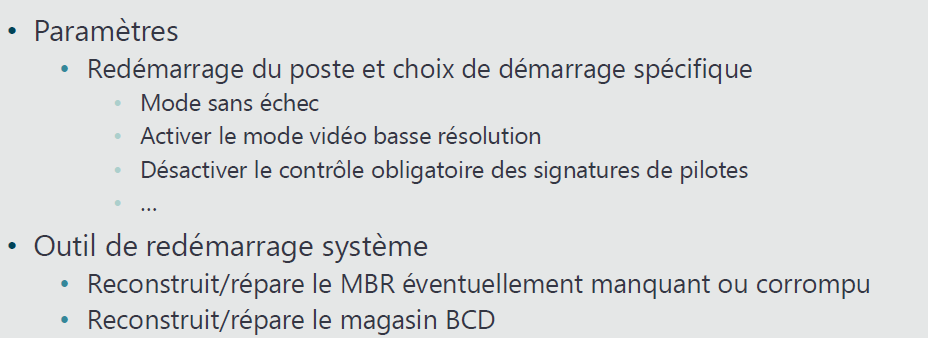 • Paramètres
• Redémarrage du poste et choix de démarrage spécifique
• Mode sans échec
• Activer le mode vidéo basse résolution
• Désactiver le contrôle obligatoire des signatures de pilotes
• ...
• Outil de redémarrage système
• Reconstruit/répare le MBR éventuellement manquant ou corrompu
• Reconstruit/répare le magasin BCD